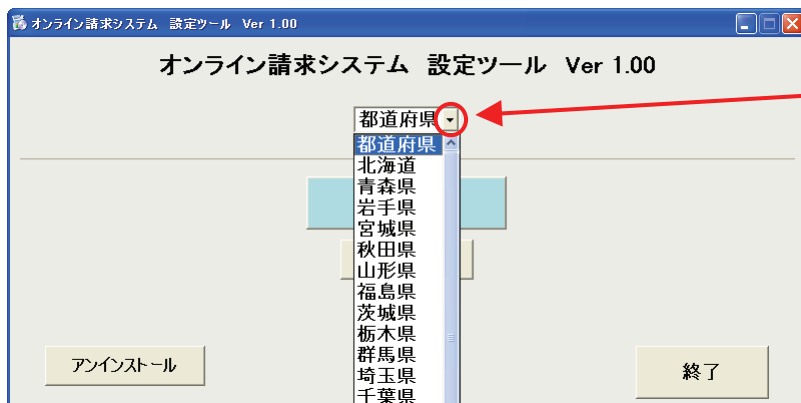 オンライン請求システム 設定ツール Ver 1.00
オンライン請求システム 設定ツール Ver 1.00
都道府県
都道府県
北海道
青森県
岩手県
宮城県
秋田県
山形県
福島県
茨城県
栃木県
群馬県
埼玉県
千葉県
アンインストール
終了